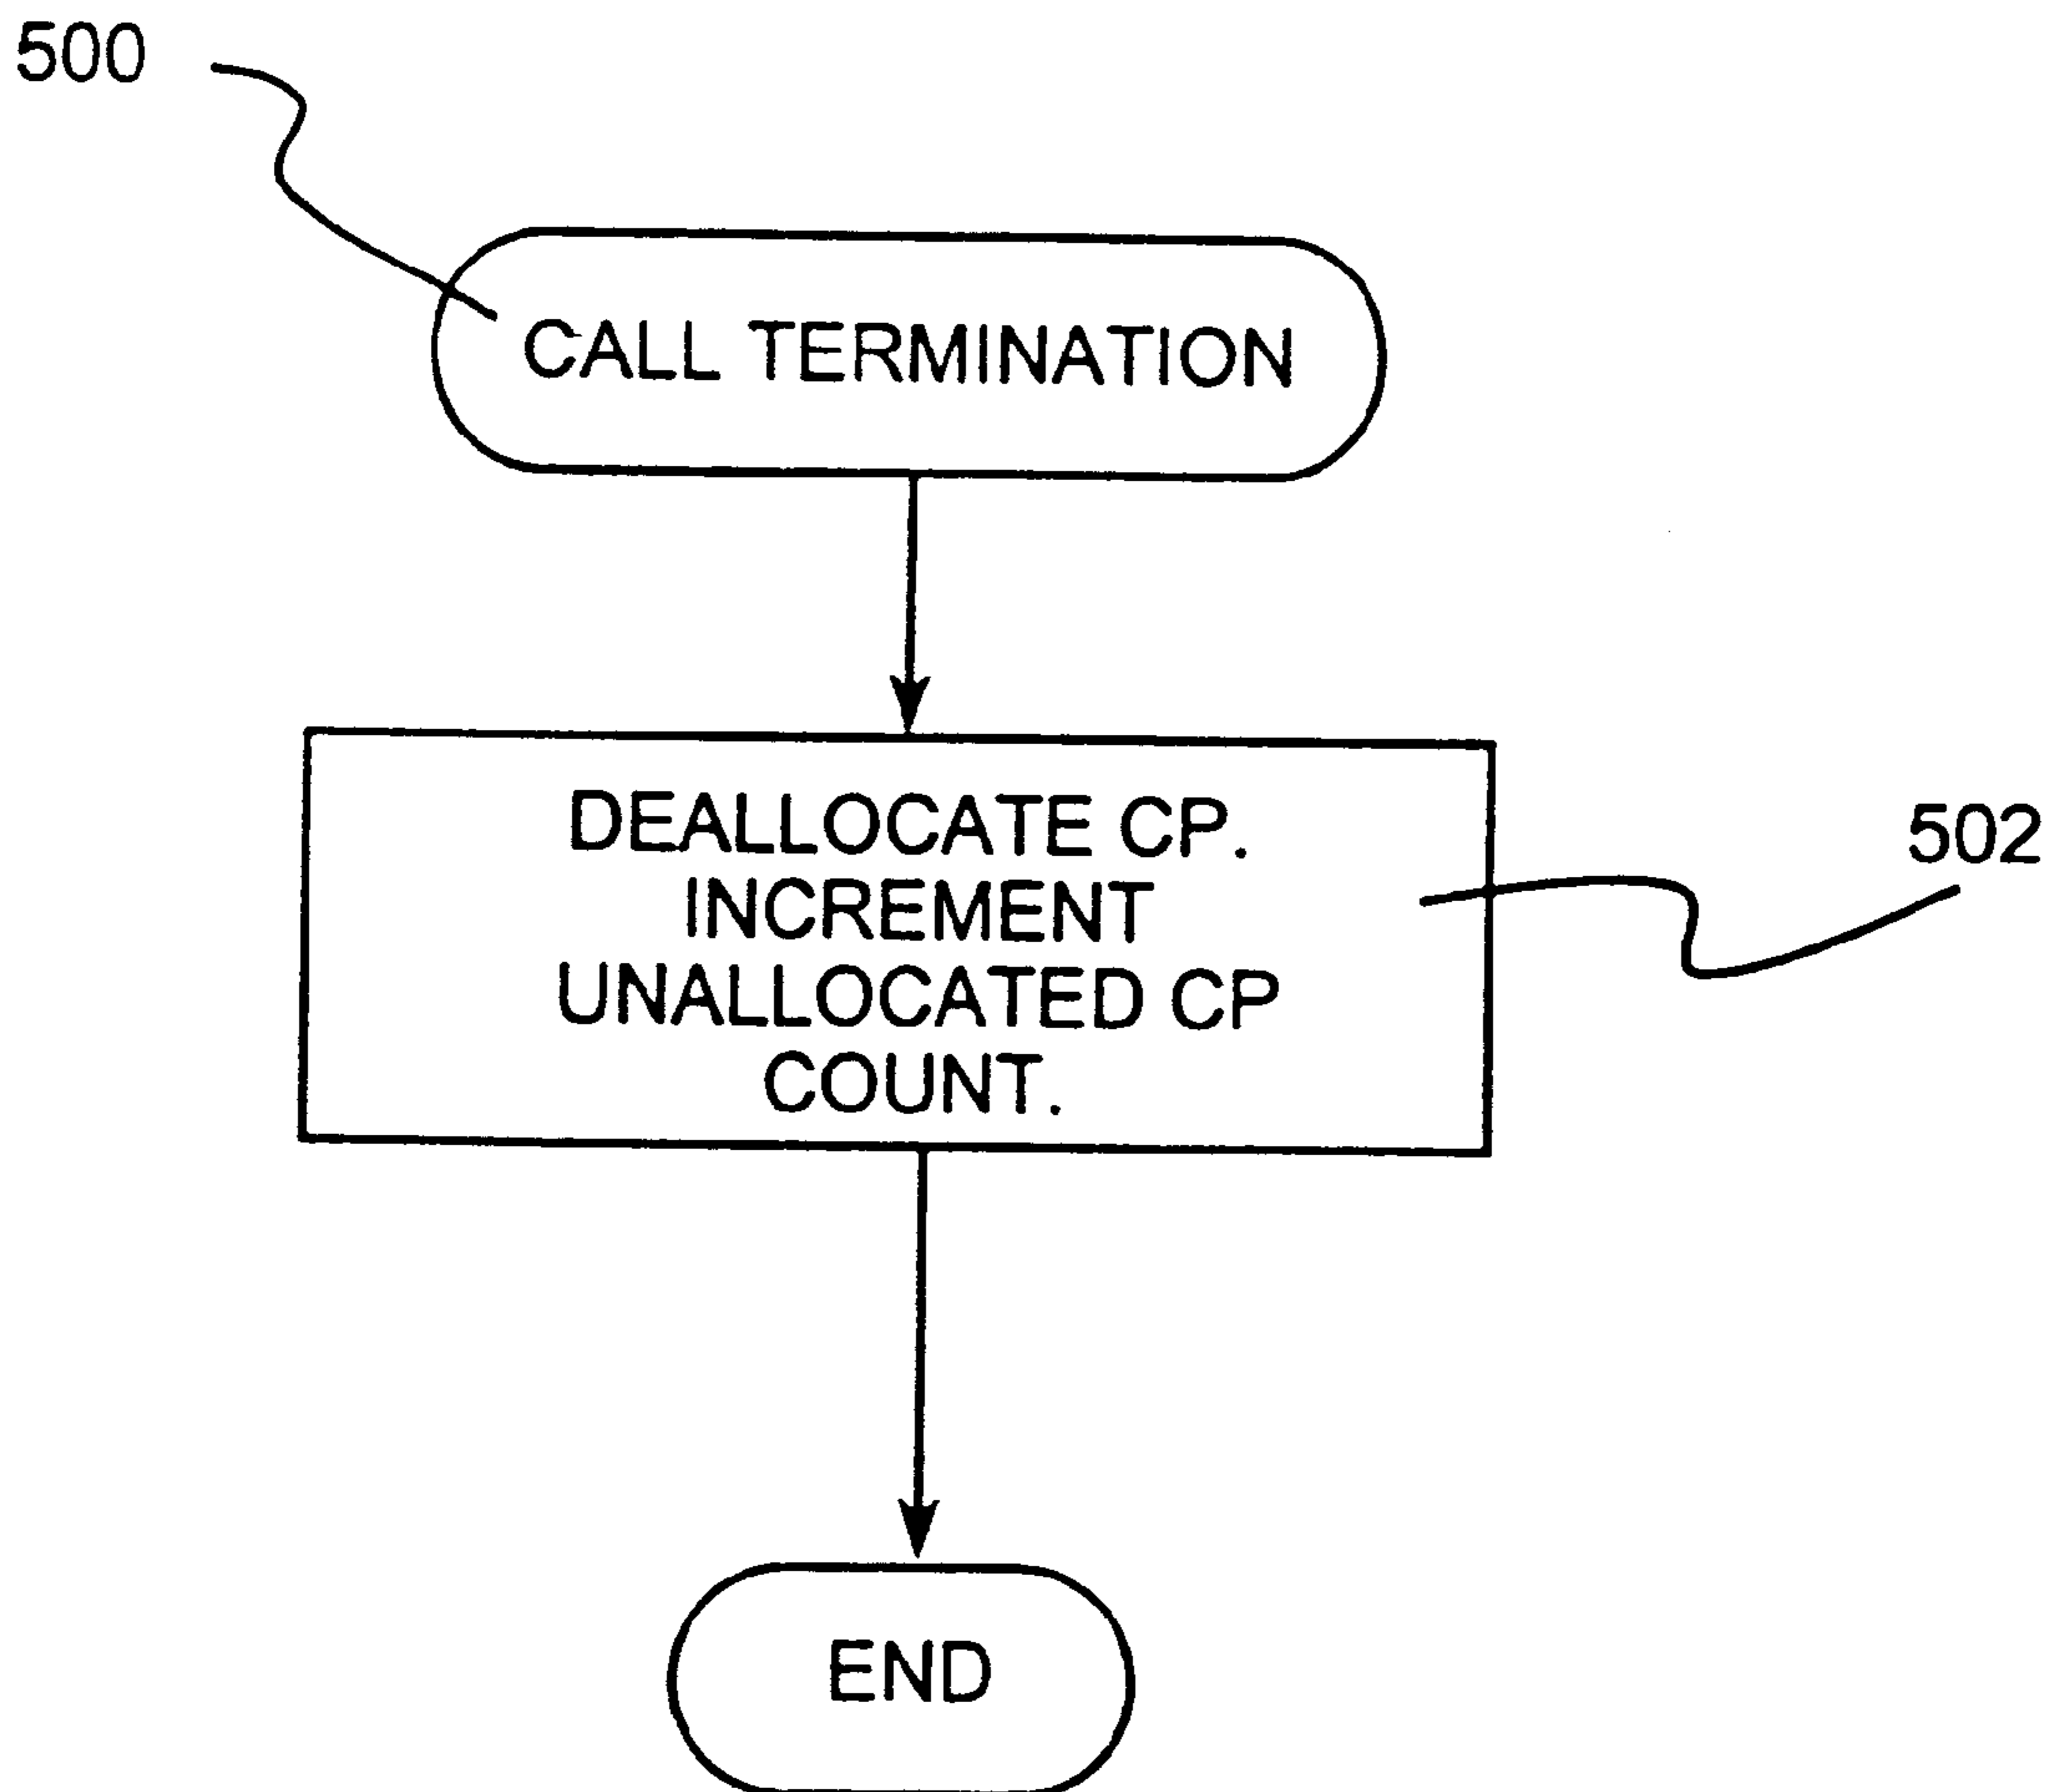 500
CALL TERMINATION
DEALLOCATE CP.
INCREMENT
UNALLOCATED CP
COUNT.
502
END